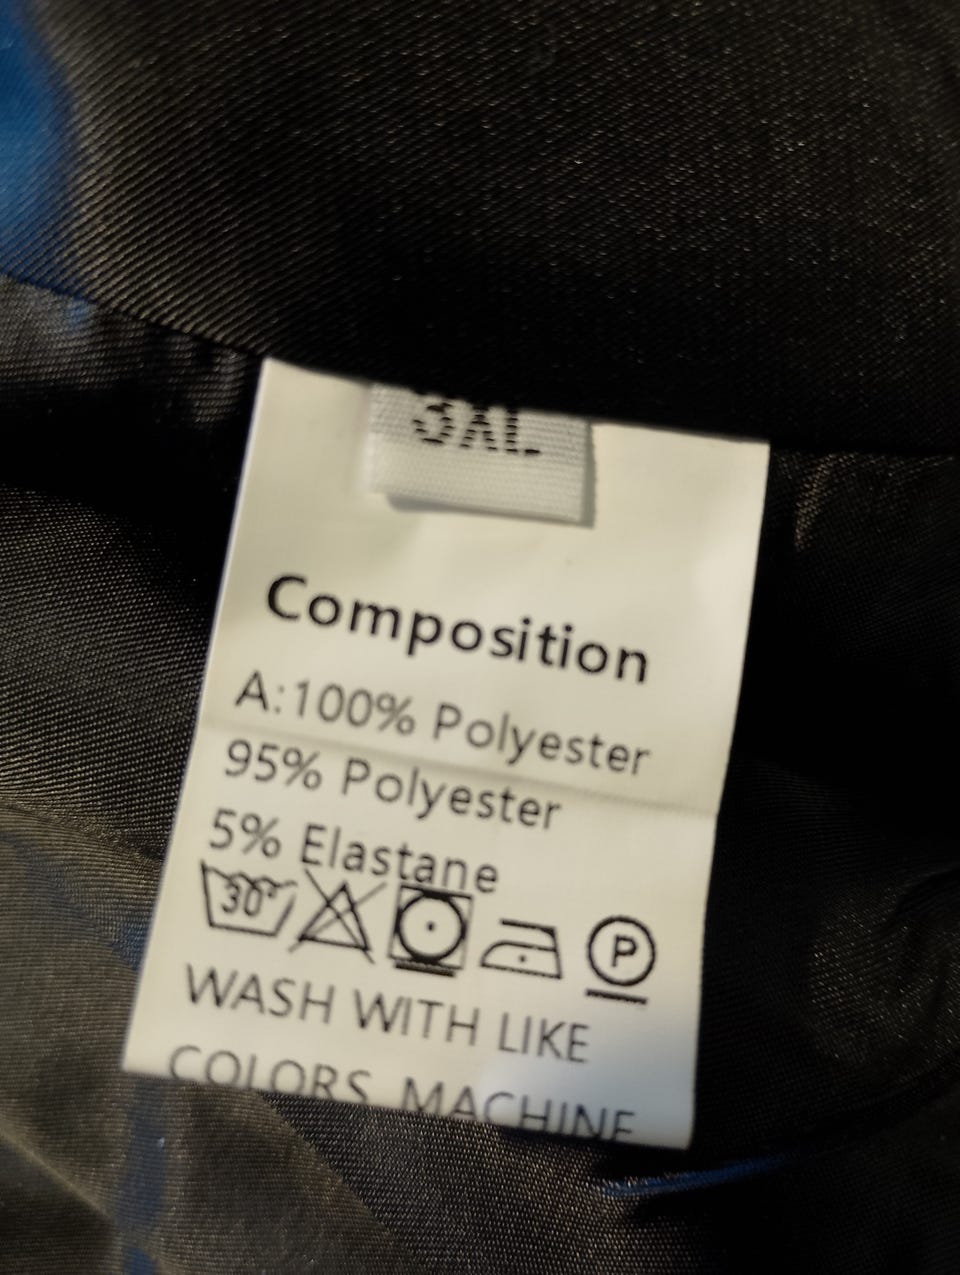 3XL
Composition
A:100% Polyester
95% Polyester
5% Elastane
30°
P
WASH WITH LIKE
COLORS MACHINE